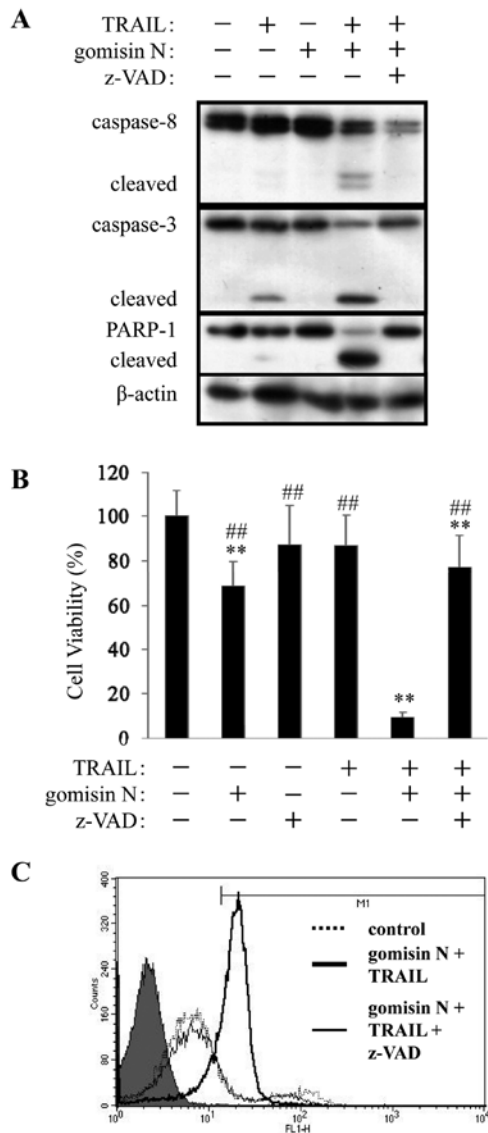 A
TRAIL: − + − + +
gomisin N: − − + + +
z-VAD: − − − − +
caspase-8
cleaved
caspase-3
cleaved
PARP-1
cleaved
β-actin
B
Cell Viability (%)
120
100
80
60
40
20
0
##
**
##
##
**
##
**
TRAIL: − − − + + +
gomisin N: − + − − + +
z-VAD: − − + − − +
C
Counts
400
320
240
160
80
0
M1
control
gomisin N +
TRAIL
gomisin N +
TRAIL +
z-VAD
10⁰ 10¹ 10² 10³ 10⁴
FL1-H